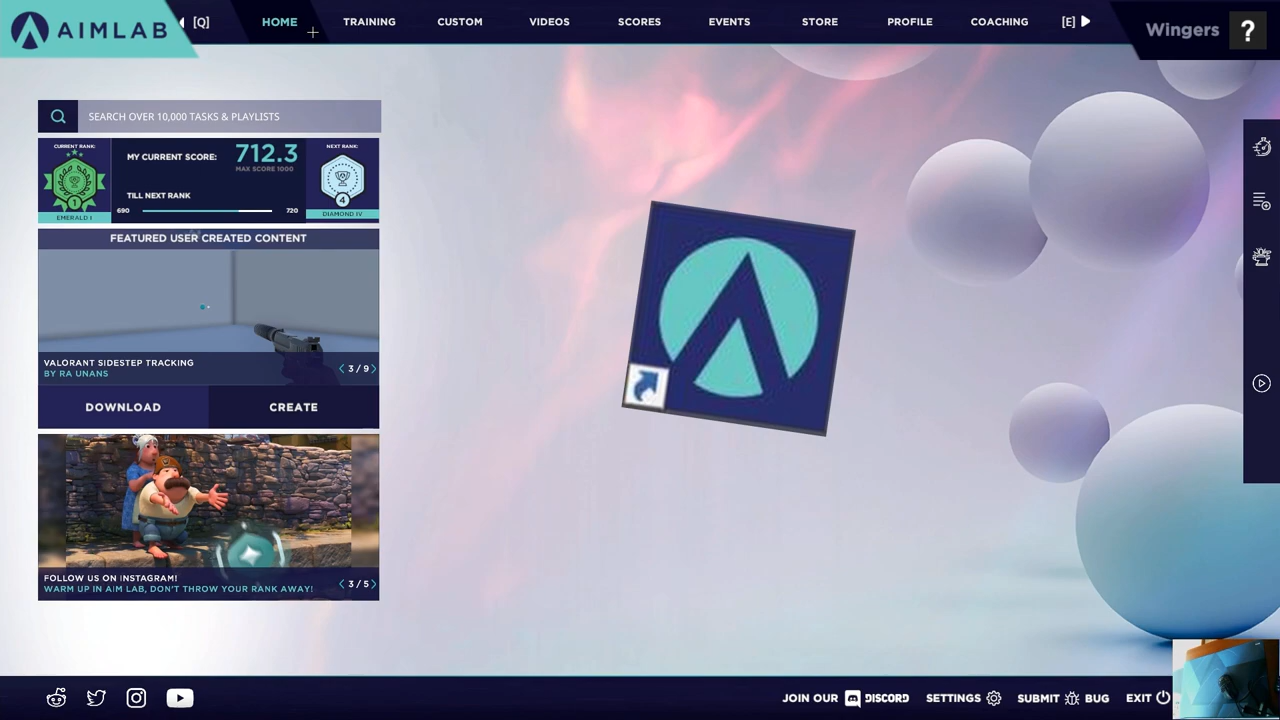 AIMLAB
[Q]
HOME
TRAINING
CUSTOM
VIDEOS
SCORES
EVENTS
STORE
PROFILE
COACHING
[E]
Wingers
?
SEARCH OVER 10,000 TASKS & PLAYLISTS
CURRENT RANK:
1
EMERALD I
MY CURRENT SCORE:
712.3
MAX SCORE 1000
TILL NEXT RANK
690
720
NEXT RANK:
4
DIAMOND IV
FEATURED USER CREATED CONTENT
VALORANT SIDESTEP TRACKING
BY RA UNANS
3 / 9
DOWNLOAD
CREATE
FOLLOW US ON INSTAGRAM!
WARM UP IN AIM LAB, DON'T THROW YOUR RANK AWAY!
3 / 5
JOIN OUR DISCORD
SETTINGS
SUBMIT BUG
EXIT